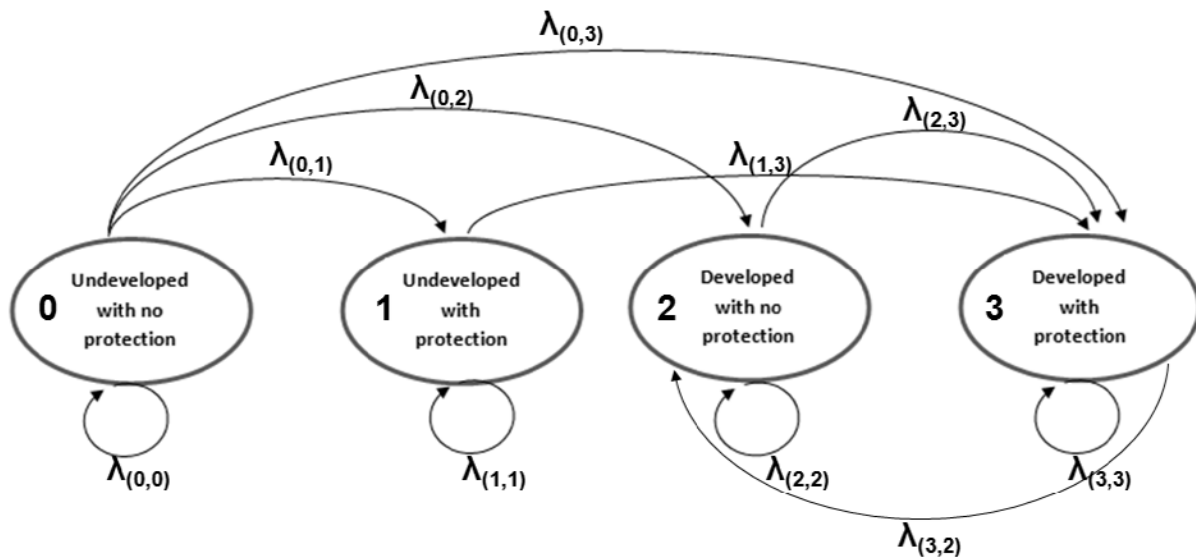 λ(0,3)
λ(0,2)
λ(2,3)
λ(0,1)
λ(1,3)
0
Undeveloped
with no
protection
1
Undeveloped
with
protection
2
Developed
with no
protection
3
Developed
with
protection
λ(0,0)
λ(1,1)
λ(2,2)
λ(3,3)
λ(3,2)